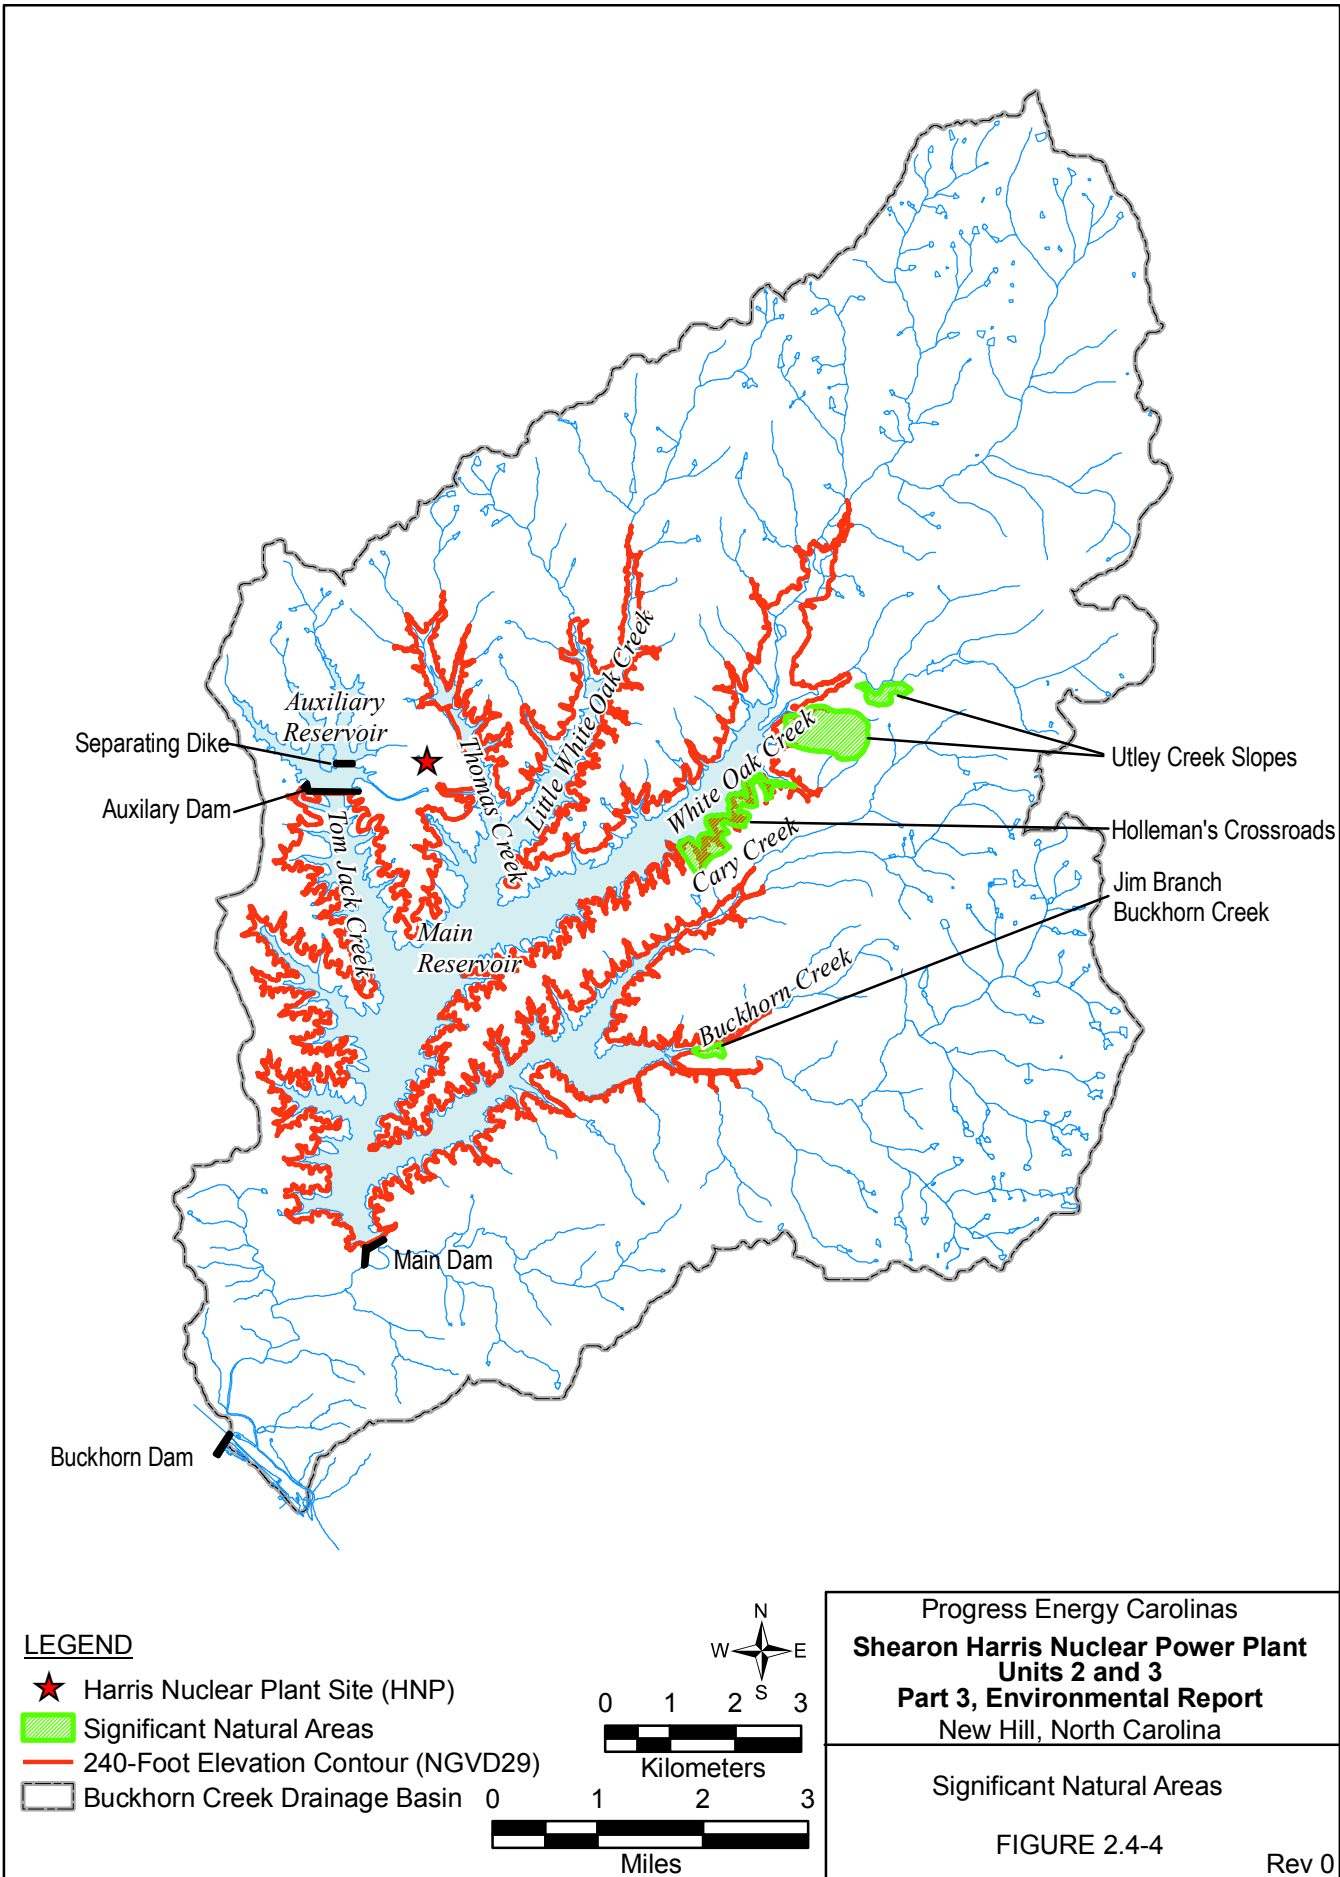 Auxiliary
Reservoir
Separating Dike
Auxilary Dam
Tom Jack Creek
Thomas Creek
Little White Oak Creek
White Oak Creek
Cary Creek
Main
Reservoir
Buckhorn Creek
Utley Creek Slopes
Holleman's Crossroads
Jim Branch
Buckhorn Creek
Main Dam
Buckhorn Dam
LEGEND
Harris Nuclear Plant Site (HNP)
Significant Natural Areas
240-Foot Elevation Contour (NGVD29)
Buckhorn Creek Drainage Basin
N
W E
S
0 1 2 3
Kilometers
0 1 2 3
Miles
Progress Energy Carolinas
Shearon Harris Nuclear Power Plant
Units 2 and 3
Part 3, Environmental Report
New Hill, North Carolina
Significant Natural Areas
FIGURE 2.4-4
Rev 0